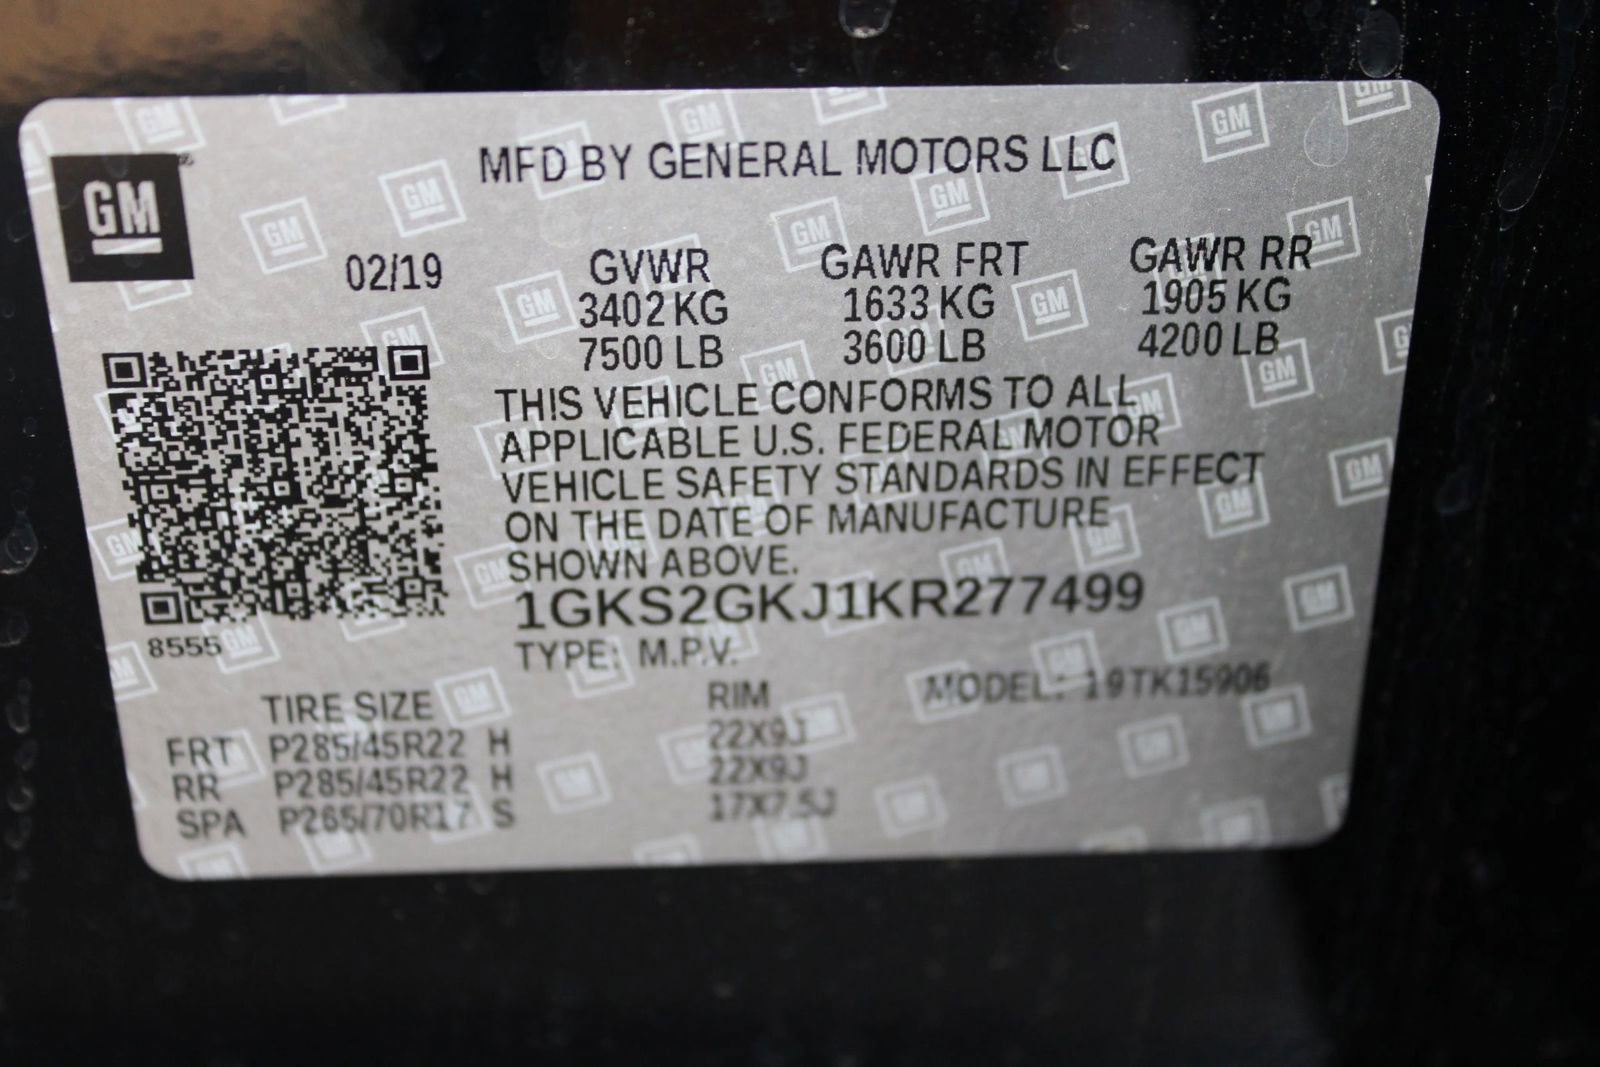 GM
MFD BY GENERAL MOTORS LLC
02/19
GVWR GAWR FRT GAWR RR
3402 KG 1633 KG 1905 KG
7500 LB 3600 LB 4200 LB
THIS VEHICLE CONFORMS TO ALL
APPLICABLE U.S. FEDERAL MOTOR
VEHICLE SAFETY STANDARDS IN EFFECT
ON THE DATE OF MANUFACTURE
SHOWN ABOVE.
1GKS2GKJ1KR277499
8555
TYPE: M.P.V.
TIRE SIZE RIM MODEL: 19TK15906
FRT P285/45R22 H 22X9J
RR P285/45R22 H 22X9J
SPA P265/70R17 S 17X7.5J